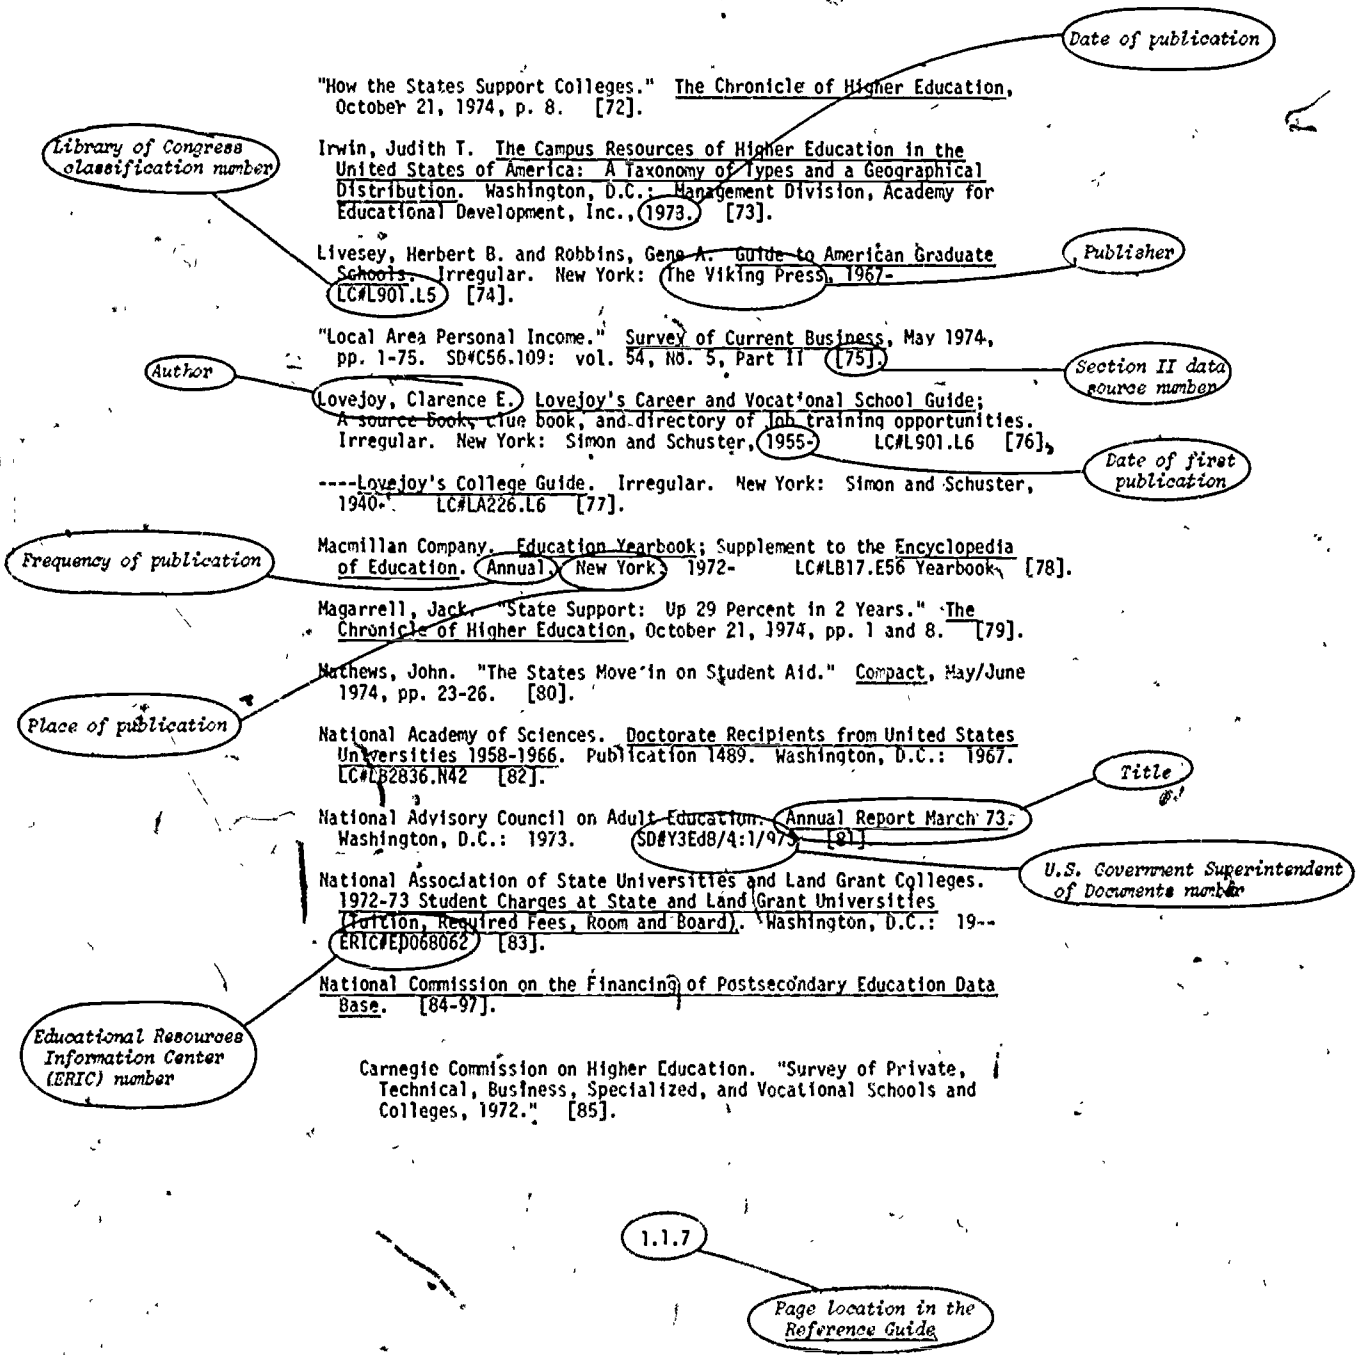 Date of publication
"How the States Support Colleges." The Chronicle of Higher Education,
October 21, 1974, p. 8. [72].
Library of Congress
classification number
Irwin, Judith T. The Campus Resources of Higher Education in the
United States of America: A Taxonomy of Types and a Geographical
Distribution. Washington, D.C.: Management Division, Academy for
Educational Development, Inc., 1973. [73].
Livesey, Herbert B. and Robbins, Gene A. Guide to American Graduate
Schools. Irregular. New York: The Viking Press, 1967-
LC#L901.L5 [74].
Publisher
"Local Area Personal Income." Survey of Current Business, May 1974,
pp. 1-75. SD#C56.109: vol. 54, No. 5, Part II [75].
Section II data
source number
Author
Lovejoy, Clarence E. Lovejoy's Career and Vocational School Guide;
A source book, clue book, and directory of job training opportunities.
Irregular. New York: Simon and Schuster, 1955- LC#L901.L6 [76].
Date of first
publication
----Lovejoy's College Guide. Irregular. New York: Simon and Schuster,
1940-. LC#LA226.L6 [77].
Frequency of publication
Macmillan Company. Education Yearbook; Supplement to the Encyclopedia
of Education. Annual. New York: 1972- LC#LB17.E56 Yearbook [78].
Magarrell, Jack. "State Support: Up 29 Percent in 2 Years." The
Chronicle of Higher Education, October 21, 1974, pp. 1 and 8. [79].
Mathews, John. "The States Move in on Student Aid." Compact, May/June
1974, pp. 23-26. [80].
Place of publication
National Academy of Sciences. Doctorate Recipients from United States
Universities 1958-1966. Publication 1489. Washington, D.C.: 1967.
LC#LB2836.N42 [82].
Title
National Advisory Council on Adult Education. Annual Report March 73.
Washington, D.C.: 1973. SD#Y3Ed8/4:1/973 [81]
U.S. Government Superintendent
of Documents number
National Association of State Universities and Land Grant Colleges.
1972-73 Student Charges at State and Land Grant Universities
(Tuition, Required Fees, Room and Board). Washington, D.C.: 19--
ERIC#ED068062 [83].
National Commission on the Financing of Postsecondary Education Data
Base. [84-97].
Educational Resources
Information Center
(ERIC) number
Carnegie Commission on Higher Education. "Survey of Private,
Technical, Business, Specialized, and Vocational Schools and
Colleges, 1972." [85].
1.1.7
Page location in the
Reference Guide